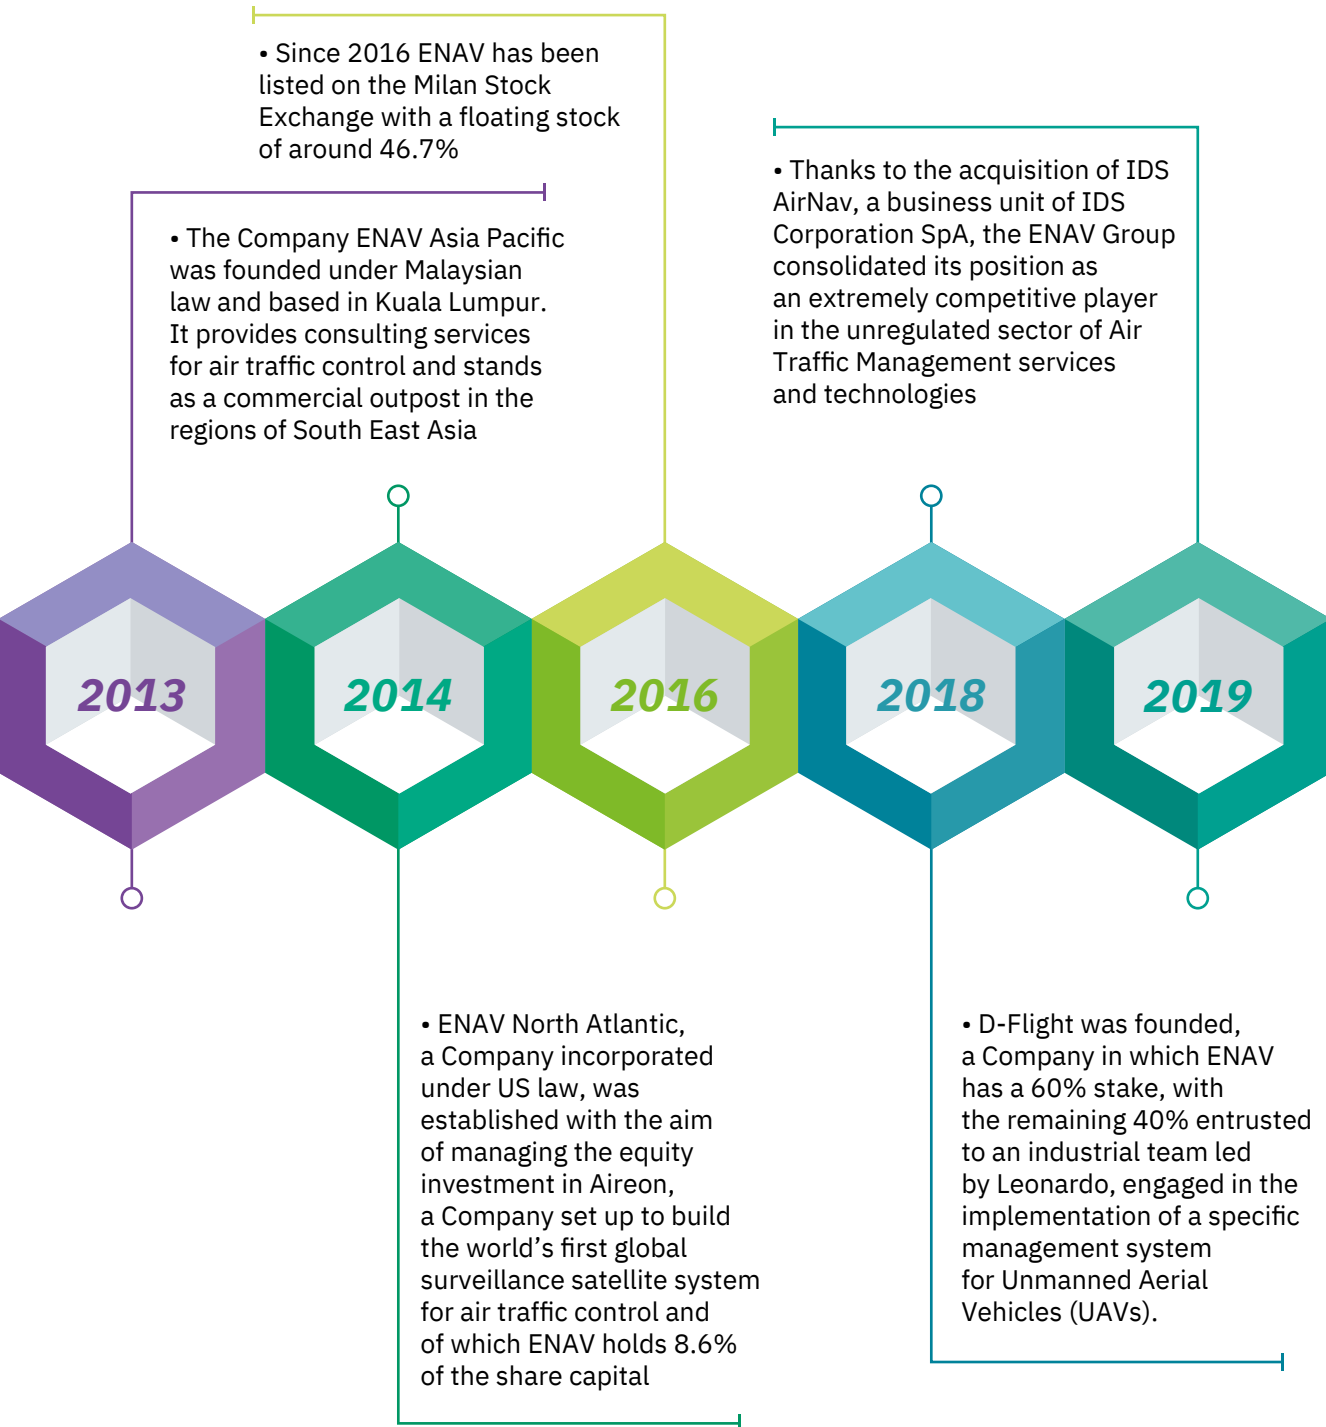 • Since 2016 ENAV has been
listed on the Milan Stock
Exchange with a floating stock
of around 46.7%
• The Company ENAV Asia Pacific
was founded under Malaysian
law and based in Kuala Lumpur.
It provides consulting services
for air traffic control and stands
as a commercial outpost in the
regions of South East Asia
• Thanks to the acquisition of IDS
AirNav, a business unit of IDS
Corporation SpA, the ENAV Group
consolidated its position as
an extremely competitive player
in the unregulated sector of Air
Traffic Management services
and technologies
2013
2014
2016
2018
2019
• ENAV North Atlantic,
a Company incorporated
under US law, was
established with the aim
of managing the equity
investment in Aireon,
a Company set up to build
the world’s first global
surveillance satellite system
for air traffic control and
of which ENAV holds 8.6%
of the share capital
• D-Flight was founded,
a Company in which ENAV
has a 60% stake, with
the remaining 40% entrusted
to an industrial team led
by Leonardo, engaged in the
implementation of a specific
management system
for Unmanned Aerial
Vehicles (UAVs).